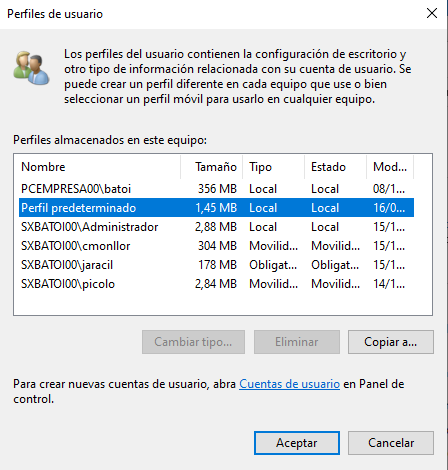 Perfiles de usuario
Los perfiles del usuario contienen la configuración de escritorio y
otro tipo de información relacionada con su cuenta de usuario. Se
puede crear un perfil diferente en cada equipo que use o bien
seleccionar un perfil móvil para usarlo en cualquier equipo.
Perfiles almacenados en este equipo:
Nombre Tamaño Tipo Estado Mod...
PCEMPRESA00\batoi 356 MB Local Local 08/1...
Perfil predeterminado 1,45 MB Local Local 16/0...
SXBATOI00\Administrador 2,88 MB Local Local 15/1...
SXBATOI00\cmonllor 304 MB Movilid... Movilid... 15/1...
SXBATOI00\jaracil 178 MB Obligat... Obligat... 15/1...
SXBATOI00\picolo 2,84 MB Movilid... Movilid... 14/1...
Cambiar tipo... Eliminar Copiar a...
Para crear nuevas cuentas de usuario, abra Cuentas de usuario en Panel de
control.
Aceptar Cancelar